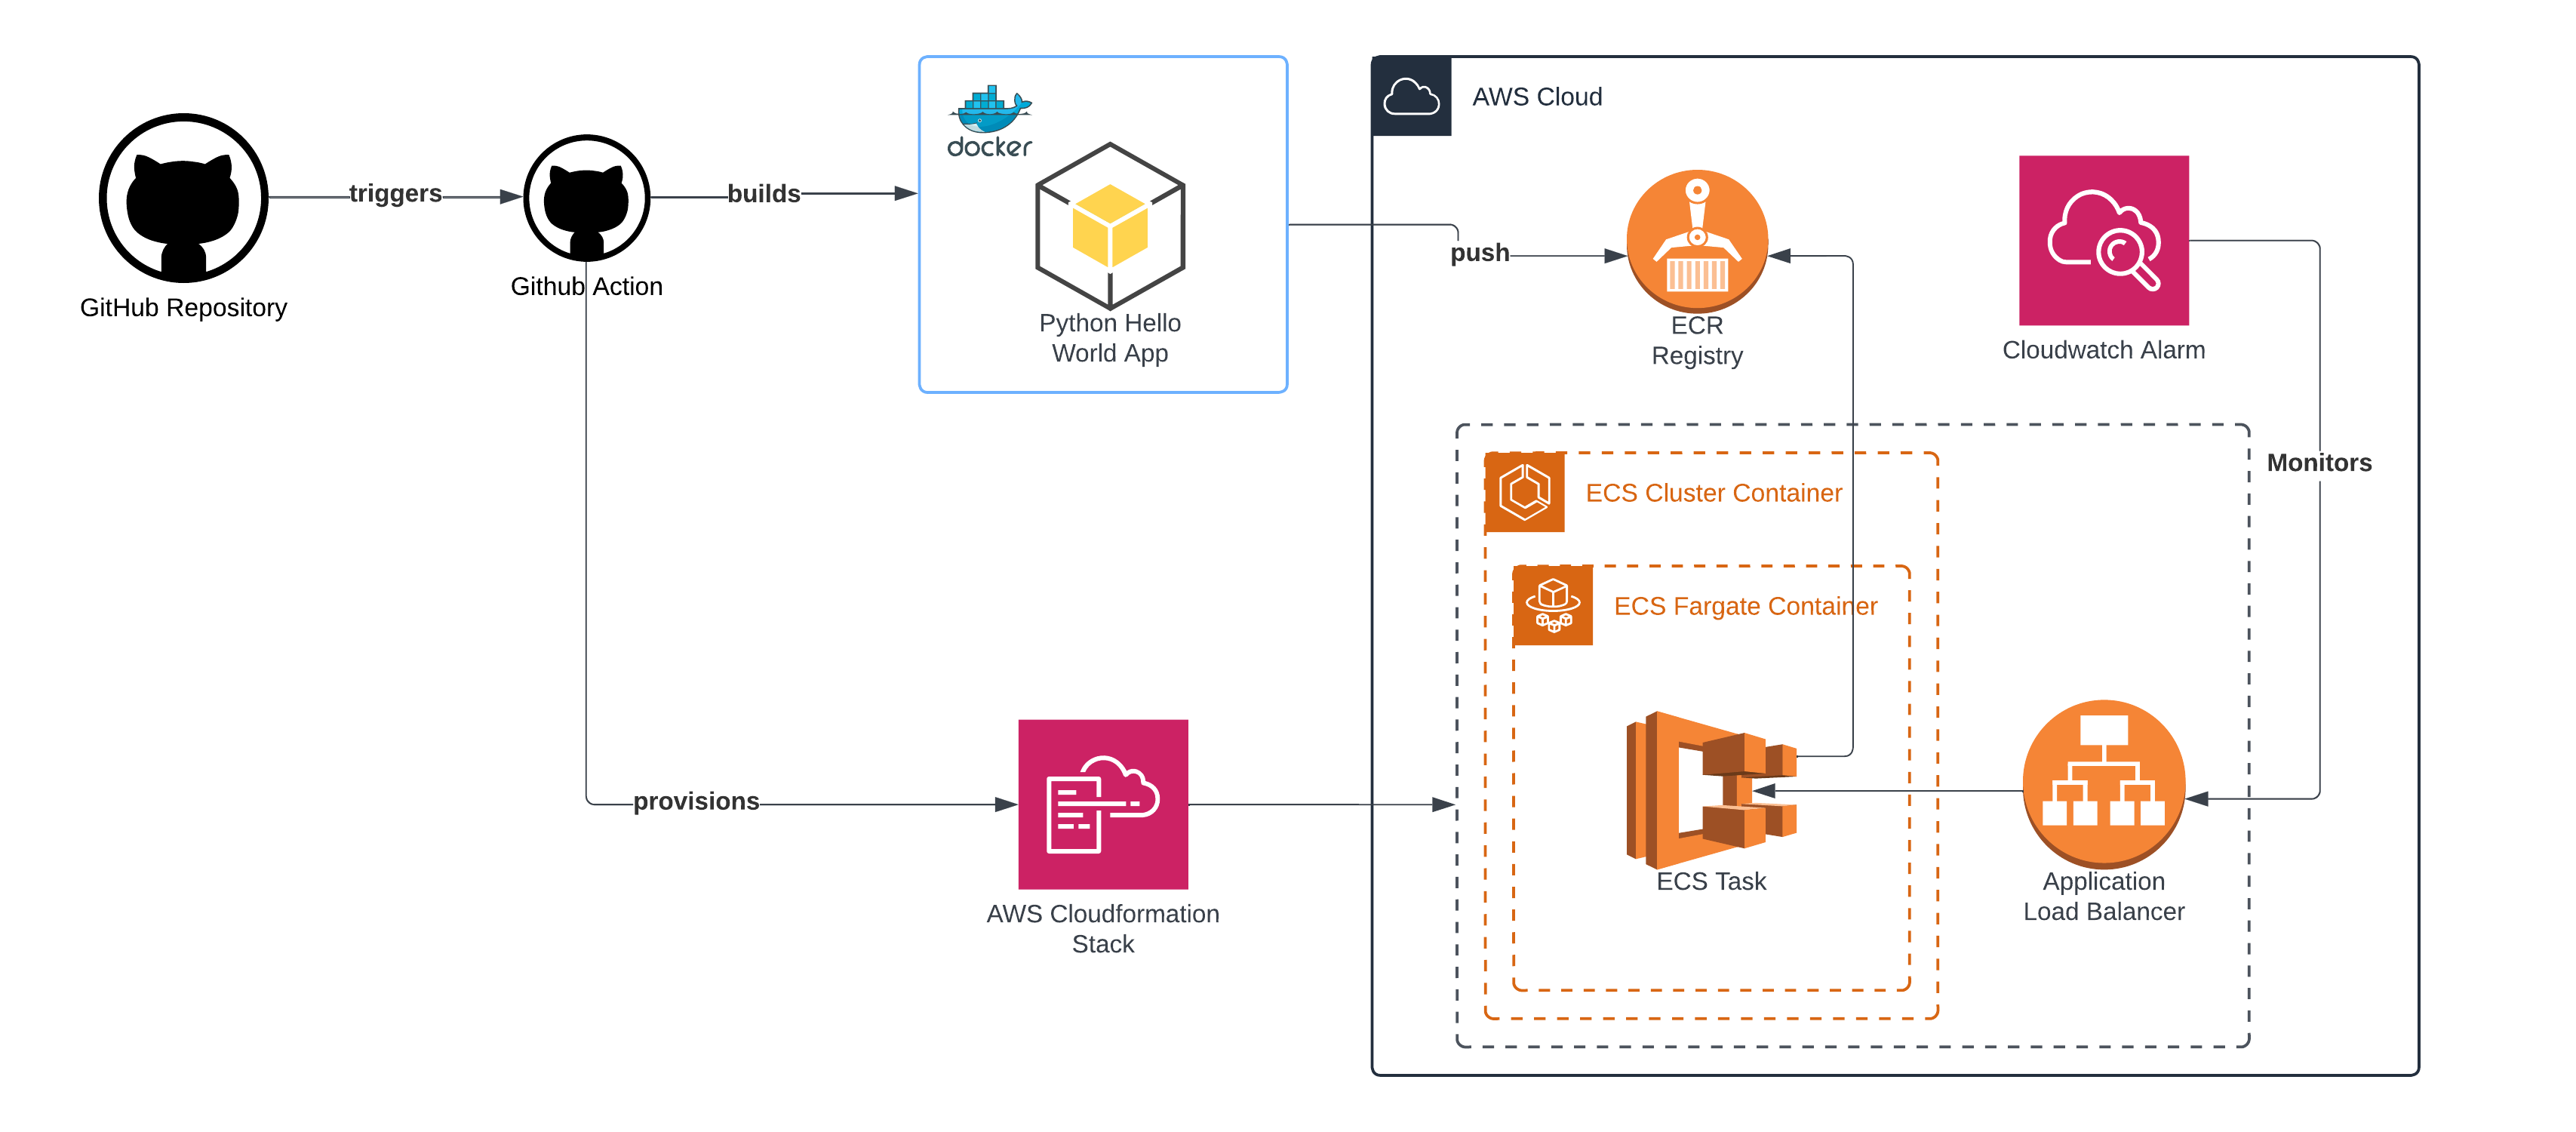 GitHub Repository
triggers
Github Action
builds
docker
Python Hello
World App
AWS Cloud
push
ECR
Registry
Cloudwatch Alarm
Monitors
ECS Cluster Container
ECS Fargate Container
provisions
AWS Cloudformation
Stack
ECS Task
Application
Load Balancer